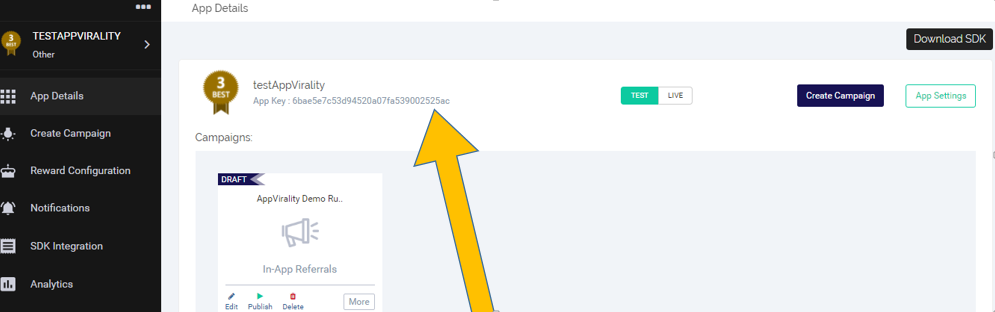 App Details
Download SDK
3
BEST
TESTAPPVIRALITY
Other
App Details
Create Campaign
Reward Configuration
Notifications
SDK Integration
Analytics
3
BEST
testAppVirality
App Key : 6bae5e7c53d94520a07fa539002525ac
TEST
LIVE
Create Campaign
App Settings
Campaigns:
DRAFT
AppVirality Demo Ru..
In-App Referrals
Edit
Publish
Delete
More